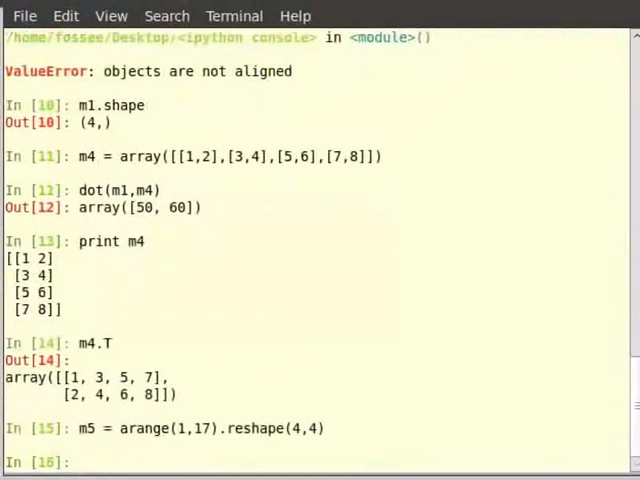 File Edit View Search Terminal Help
/home/fossee/Desktop/<ipython console> in <module>()
ValueError: objects are not aligned
In [10]: m1.shape
Out[10]: (4,)
In [11]: m4 = array([[1,2],[3,4],[5,6],[7,8]])
In [12]: dot(m1,m4)
Out[12]: array([50, 60])
In [13]: print m4
[[1 2]
 [3 4]
 [5 6]
 [7 8]]
In [14]: m4.T
Out[14]:
array([[1, 3, 5, 7],
       [2, 4, 6, 8]])
In [15]: m5 = arange(1,17).reshape(4,4)
In [16]: